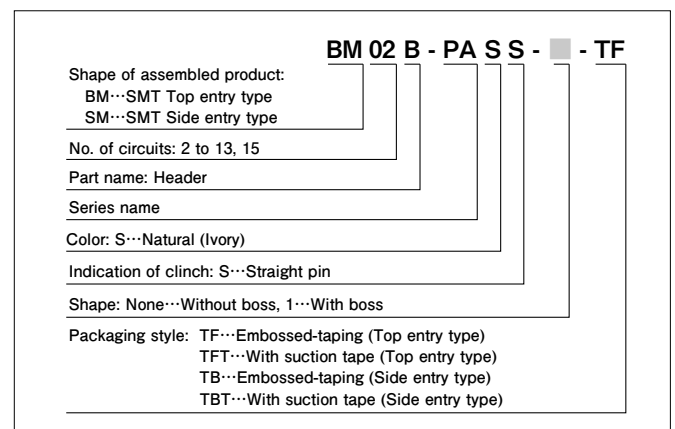 BM 02 B - PA S S - - TF
Shape of assembled product:
BM…SMT Top entry type
SM…SMT Side entry type
No. of circuits: 2 to 13, 15
Part name: Header
Series name
Color: S…Natural (Ivory)
Indication of clinch: S…Straight pin
Shape: None…Without boss, 1…With boss
Packaging style: TF…Embossed-taping (Top entry type)
TFT…With suction tape (Top entry type)
TB…Embossed-taping (Side entry type)
TBT…With suction tape (Side entry type)